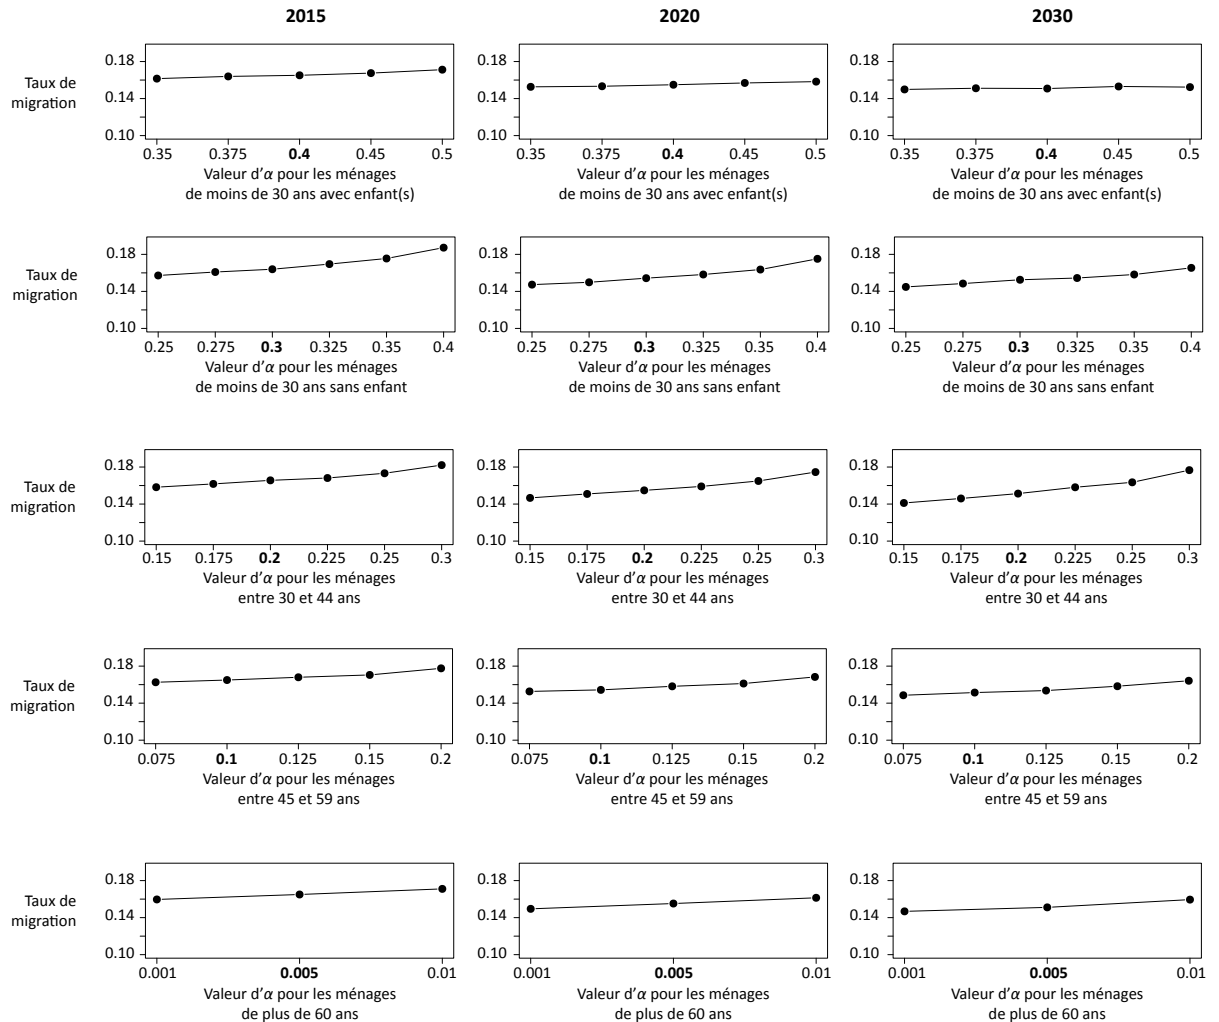 2015 2020 2030
Taux de
migration
0.18 0.18 0.18
0.14 0.14 0.14
0.10 0.10 0.10
0.35 0.375 0.4 0.45 0.5 0.35 0.375 0.4 0.45 0.5 0.35 0.375 0.4 0.45 0.5
Valeur d'α pour les ménages Valeur d'α pour les ménages Valeur d'α pour les ménages
de moins de 30 ans avec enfant(s) de moins de 30 ans avec enfant(s) de moins de 30 ans avec enfant(s)
Taux de
migration
0.18 0.18 0.18
0.14 0.14 0.14
0.10 0.10 0.10
0.25 0.275 0.3 0.325 0.35 0.4 0.25 0.275 0.3 0.325 0.35 0.4 0.25 0.275 0.3 0.325 0.35 0.4
Valeur d'α pour les ménages Valeur d'α pour les ménages Valeur d'α pour les ménages
de moins de 30 ans sans enfant de moins de 30 ans sans enfant de moins de 30 ans sans enfant
Taux de
migration
0.18 0.18 0.18
0.14 0.14 0.14
0.10 0.10 0.10
0.15 0.175 0.2 0.225 0.25 0.3 0.15 0.175 0.2 0.225 0.25 0.3 0.15 0.175 0.2 0.225 0.25 0.3
Valeur d'α pour les ménages Valeur d'α pour les ménages Valeur d'α pour les ménages
entre 30 et 44 ans entre 30 et 44 ans entre 30 et 44 ans
Taux de
migration
0.18 0.18 0.18
0.14 0.14 0.14
0.10 0.10 0.10
0.075 0.1 0.125 0.15 0.2 0.075 0.1 0.125 0.15 0.2 0.075 0.1 0.125 0.15 0.2
Valeur d'α pour les ménages Valeur d'α pour les ménages Valeur d'α pour les ménages
entre 45 et 59 ans entre 45 et 59 ans entre 45 et 59 ans
Taux de
migration
0.18 0.18 0.18
0.14 0.14 0.14
0.10 0.10 0.10
0.001 0.005 0.01 0.001 0.005 0.01 0.001 0.005 0.01
Valeur d'α pour les ménages Valeur d'α pour les ménages Valeur d'α pour les ménages
de plus de 60 ans de plus de 60 ans de plus de 60 ans